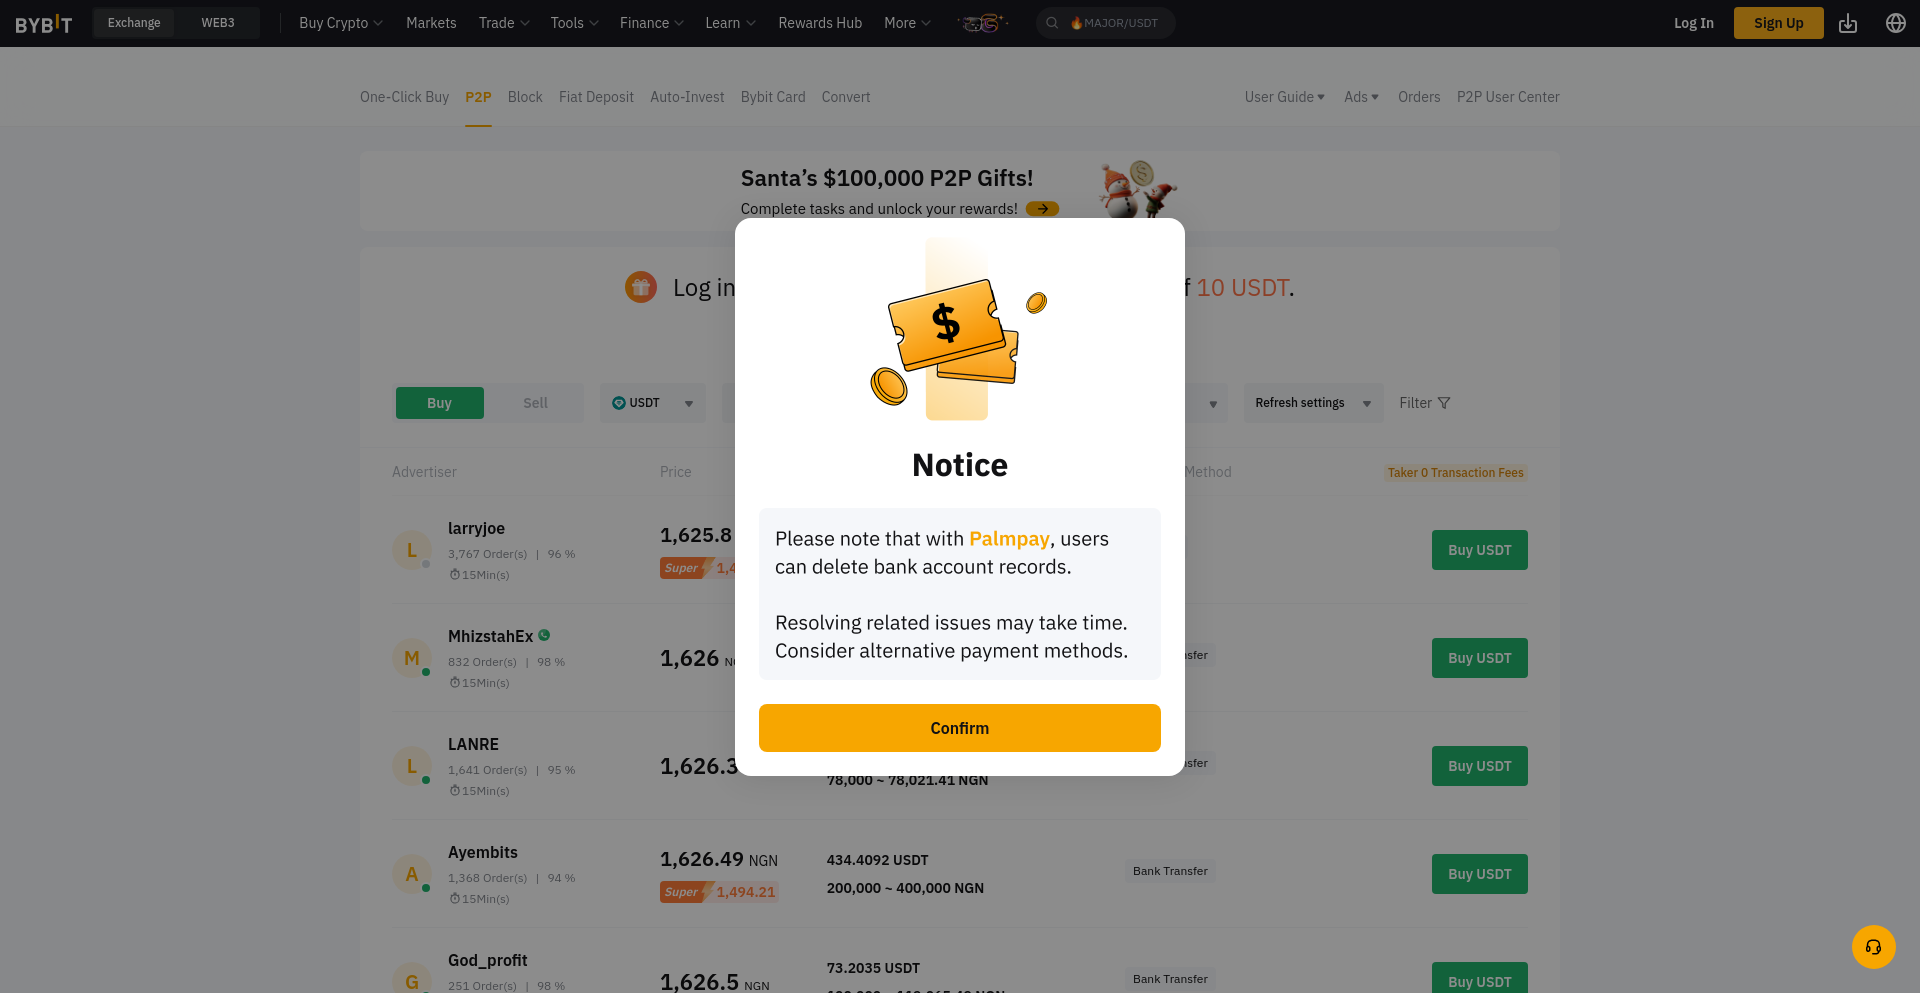 BYBIT
Exchange
WEB3
Buy Crypto
Markets
Trade
Tools
Finance
Learn
Rewards Hub
More
MAJOR/USDT
Log In
Sign Up
One-Click Buy
P2P
Block
Fiat Deposit
Auto-Invest
Bybit Card
Convert
User Guide
Ads
Orders
P2P User Center
Santa’s $100,000 P2P Gifts!
Complete tasks and unlock your rewards!
Log in
10 USDT.
Buy
Sell
USDT
Refresh settings
Filter
Advertiser
Price
Method
Taker 0 Transaction Fees
larryjoe
3,767 Order(s) | 96 %
15Min(s)
L
1,625.8
Super
Buy USDT
MhizstahEx
832 Order(s) | 98 %
15Min(s)
M
1,626
Buy USDT
LANRE
1,641 Order(s) | 95 %
15Min(s)
L
1,626.3
78,000 ~ 78,021.41 NGN
Buy USDT
Ayembits
1,368 Order(s) | 94 %
15Min(s)
A
1,626.49 NGN
Super 1,494.21
434.4092 USDT
200,000 ~ 400,000 NGN
Bank Transfer
Buy USDT
God_profit
251 Order(s) | 98 %
G
1,626.5 NGN
73.2035 USDT
Bank Transfer
Buy USDT
$
Notice
Please note that with Palmpay, users
can delete bank account records.
Resolving related issues may take time.
Consider alternative payment methods.
Confirm